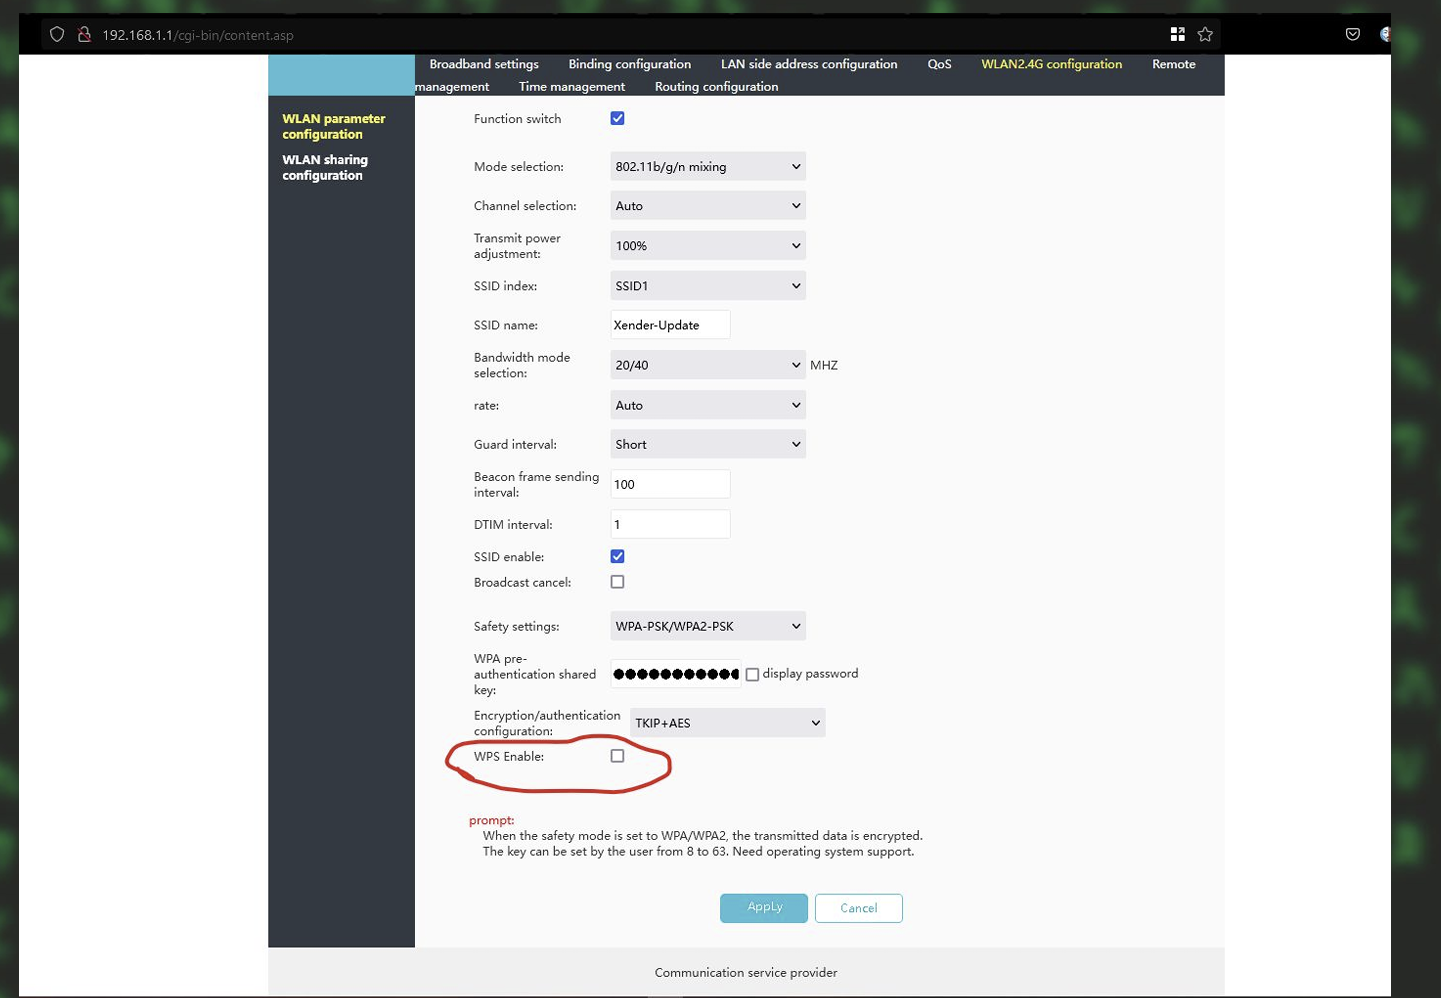 192.168.1.1/cgi-bin/content.asp
Broadband settings Binding configuration LAN side address configuration QoS WLAN2.4G configuration Remote
management Time management Routing configuration
WLAN parameter
configuration
WLAN sharing
configuration
Function switch
Mode selection: 802.11b/g/n mixing
Channel selection: Auto
Transmit power
adjustment: 100%
SSID index: SSID1
SSID name: Xender-Update
Bandwidth mode
selection: 20/40 MHZ
rate: Auto
Guard interval: Short
Beacon frame sending
interval: 100
DTIM interval: 1
SSID enable:
Broadcast cancel:
Safety settings: WPA-PSK/WPA2-PSK
WPA pre-
authentication shared
key: display password
Encryption/authentication
configuration: TKIP+AES
WPS Enable:
prompt:
When the safety mode is set to WPA/WPA2, the transmitted data is encrypted.
The key can be set by the user from 8 to 63. Need operating system support.
Apply Cancel
Communication service provider